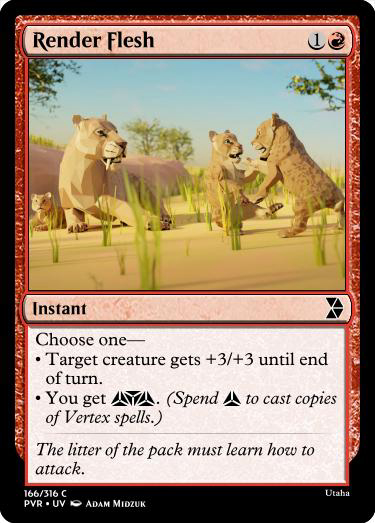 Render Flesh
1
Instant
Choose one—
• Target creature gets +3/+3 until end
of turn.
• You get . (Spend  to cast copies
of Vertex spells.)
The litter of the pack must learn how to
attack.
166/316 C
PVR • UV Adam Midzuk
Utaha